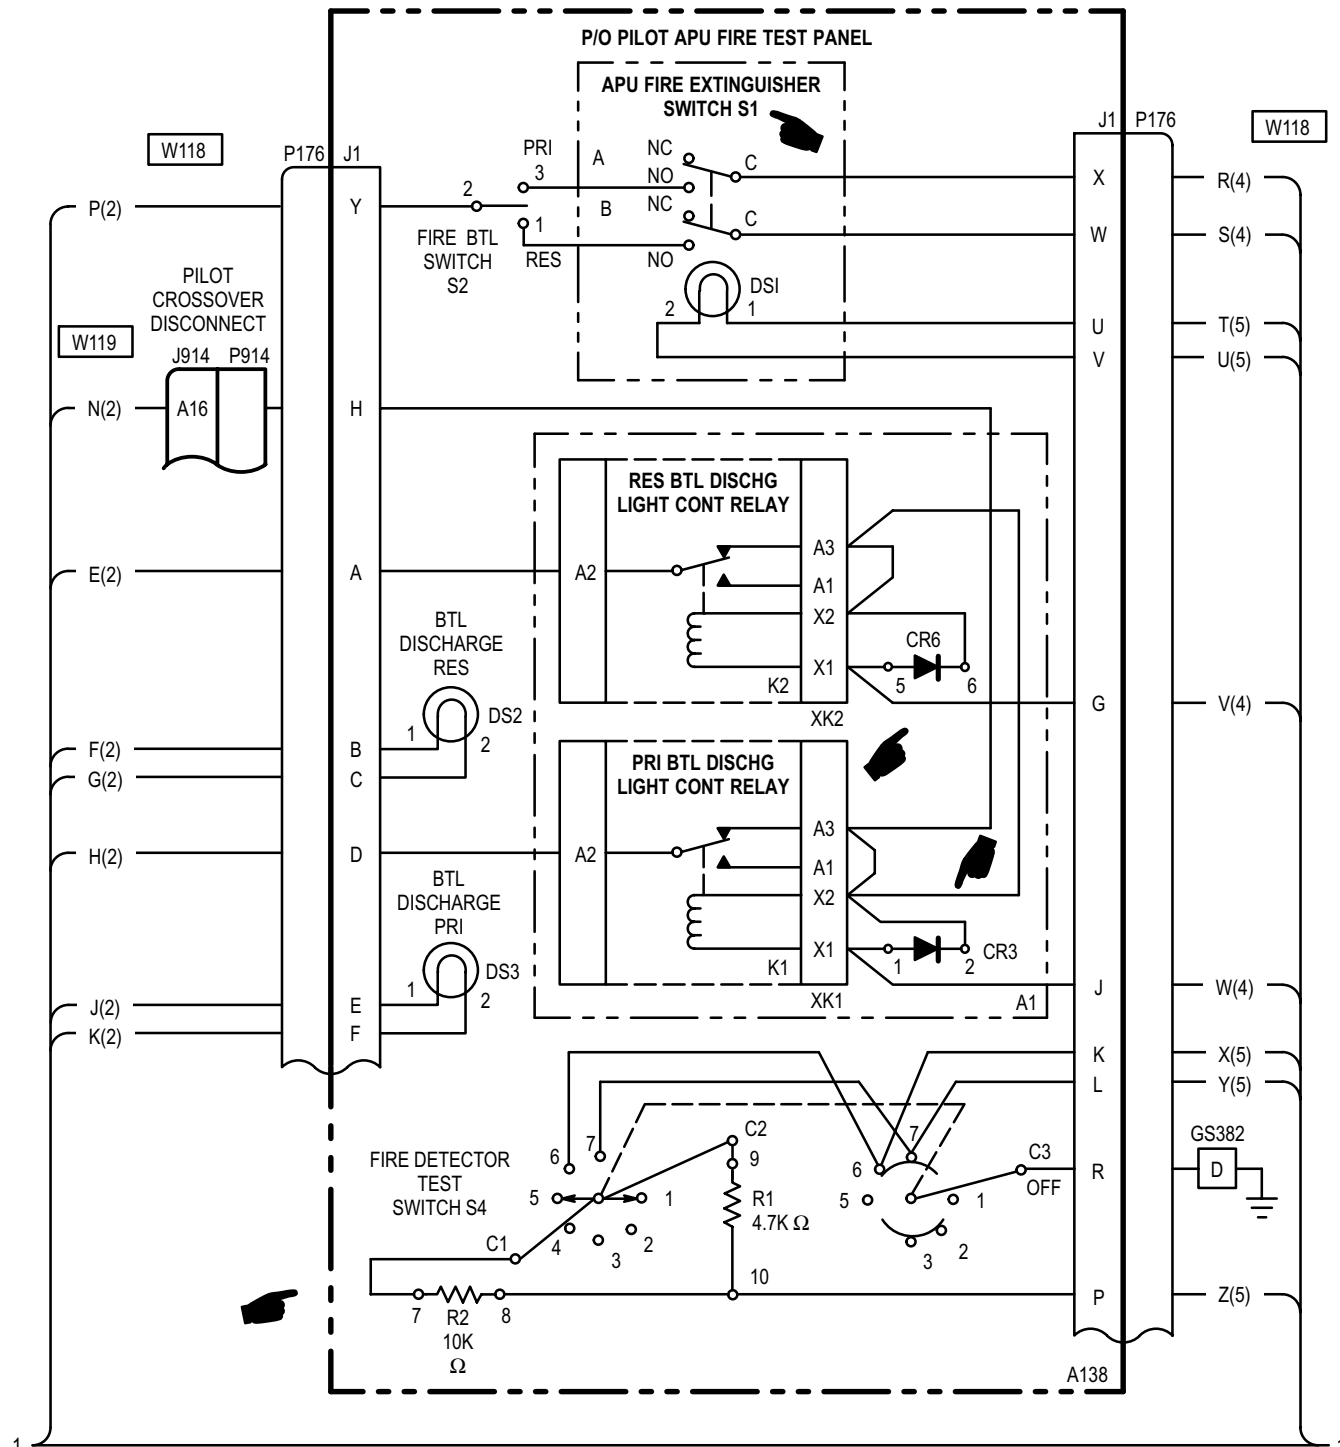 P/O PILOT APU FIRE TEST PANEL
APU FIRE EXTINGUISHER
SWITCH S1
W118
P176 J1
J1 P176
W118
PRI
3
A
NC
C
X
R(4)
NO
P(2)
Y
2
B
NC
C
W
S(4)
1
FIRE BTL
SWITCH
S2
RES
NO
PILOT
CROSSOVER
DISCONNECT
DSI
2
1
U
T(5)
V
U(5)
W119
J914 P914
N(2)
A16
H
RES BTL DISCHG
LIGHT CONT RELAY
A3
E(2)
A
A2
A1
X2
BTL
DISCHARGE
RES
CR6
X1
5
6
K2
G
V(4)
XK2
DS2
1
2
F(2)
B
G(2)
C
PRI BTL DISCHG
LIGHT CONT RELAY
A3
H(2)
D
A2
A1
X2
BTL
DISCHARGE
PRI
X1
1
2
CR3
K1
DS3
1
2
J
W(4)
XK1
A1
J(2)
E
K(2)
F
K
X(5)
L
Y(5)
FIRE DETECTOR
TEST
SWITCH S4
6
7
C2
9
7
6
C3
OFF
R
GS382
D
5
1
R1
4.7K Ω
5
1
C1
4
3
2
3
2
10
7
R2
10K
Ω
8
P
Z(5)
A138
1